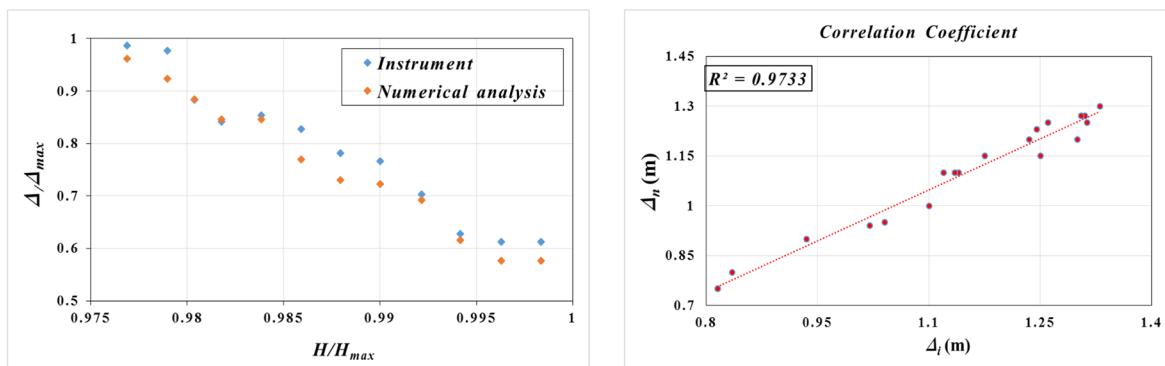 1
0.9
0.8
0.7
0.6
0.5
Δ/Δmax
Instrument
Numerical analysis
0.975
0.98
0.985
0.99
0.995
1
H/Hmax
Correlation Coefficient
R² = 0.9733
1.45
1.3
1.15
1
0.85
0.7
Δn (m)
0.8
0.95
1.1
1.25
1.4
Δi (m)